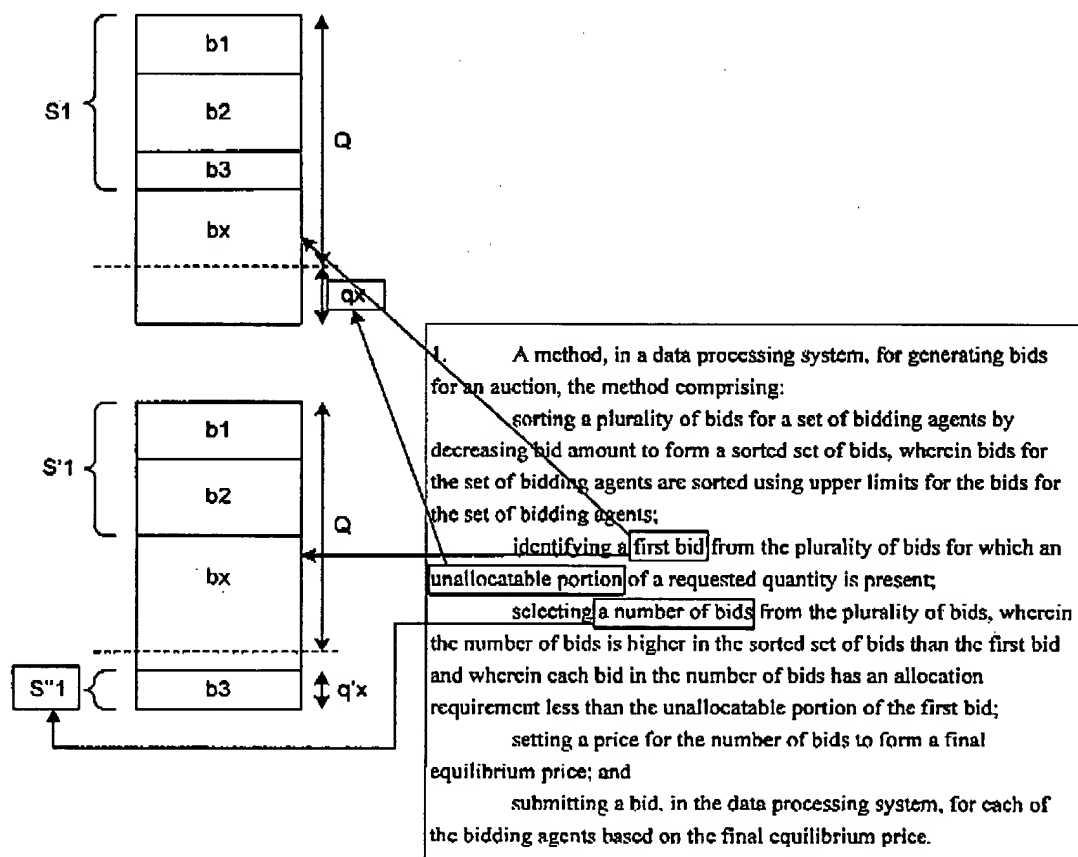 b1
S1
b2
Q
b3
bx
qx
1. A method, in a data processing system, for generating bids
for an auction, the method comprising:
sorting a plurality of bids for a set of bidding agents by
decreasing bid amount to form a sorted set of bids, wherein bids for
the set of bidding agents are sorted using upper limits for the bids for
the set of bidding agents;
identifying a first bid from the plurality of bids for which an
unallocatable portion of a requested quantity is present;
selecting a number of bids from the plurality of bids, wherein
the number of bids is higher in the sorted set of bids than the first bid
and wherein each bid in the number of bids has an allocation
requirement less than the unallocatable portion of the first bid;
setting a price for the number of bids to form a final
equilibrium price; and
submitting a bid, in the data processing system, for each of
the bidding agents based on the final equilibrium price.
b1
S'1
b2
Q
bx
S"1
b3
q'x